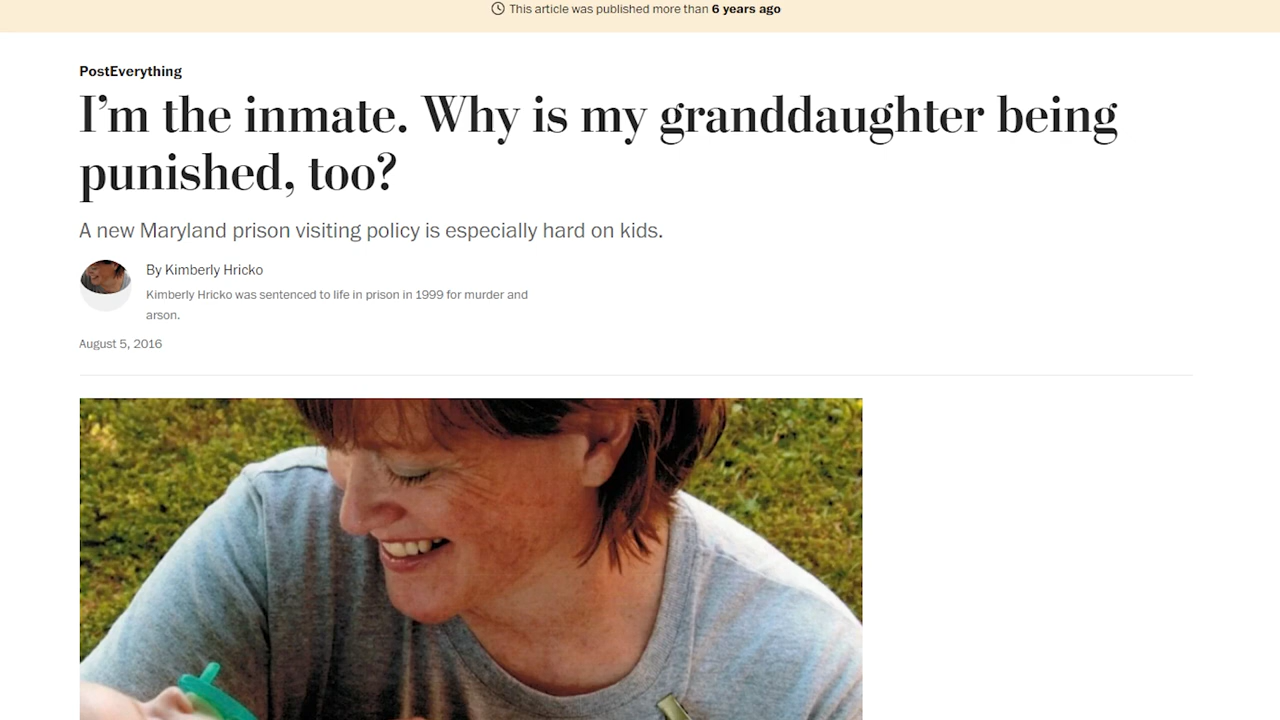 This article was published more than 6 years ago
PostEverything
I’m the inmate. Why is my granddaughter being
punished, too?
A new Maryland prison visiting policy is especially hard on kids.
By Kimberly Hricko
Kimberly Hricko was sentenced to life in prison in 1999 for murder and
arson.
August 5, 2016